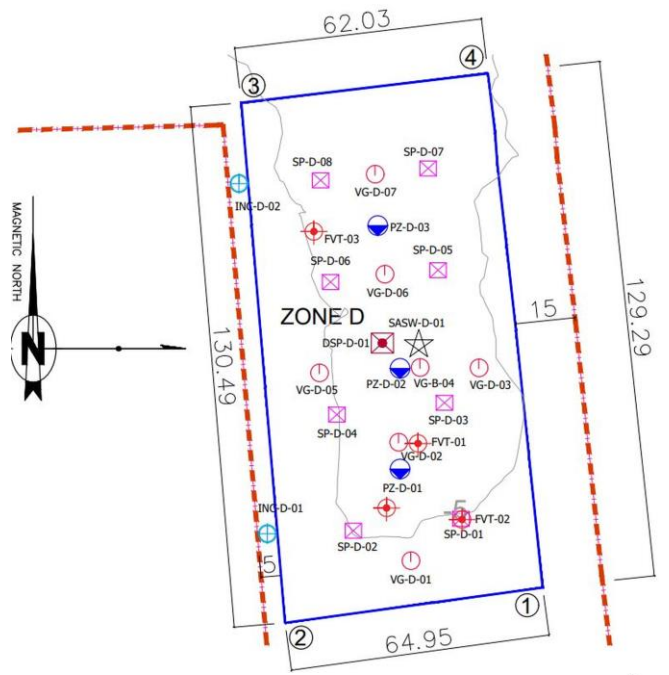 62.03
④
③
SP-D-08
SP-D-07
VG-D-07
INC-D-02
PZ-D-03
FVT-03
SP-D-05
SP-D-06
VG-D-06
MAGNETIC NORTH
N
ZONE D
SASW-D-01
DSP-D-01
15
129.29
130.49
PZ-D-02
VG-B-04
VG-D-03
VG-D-05
SP-D-03
SP-D-04
FVT-01
VG-D-02
PZ-D-01
INC-D-01
-5
FVT-02
SP-D-01
SP-D-02
5
VG-D-01
①
②
64.95